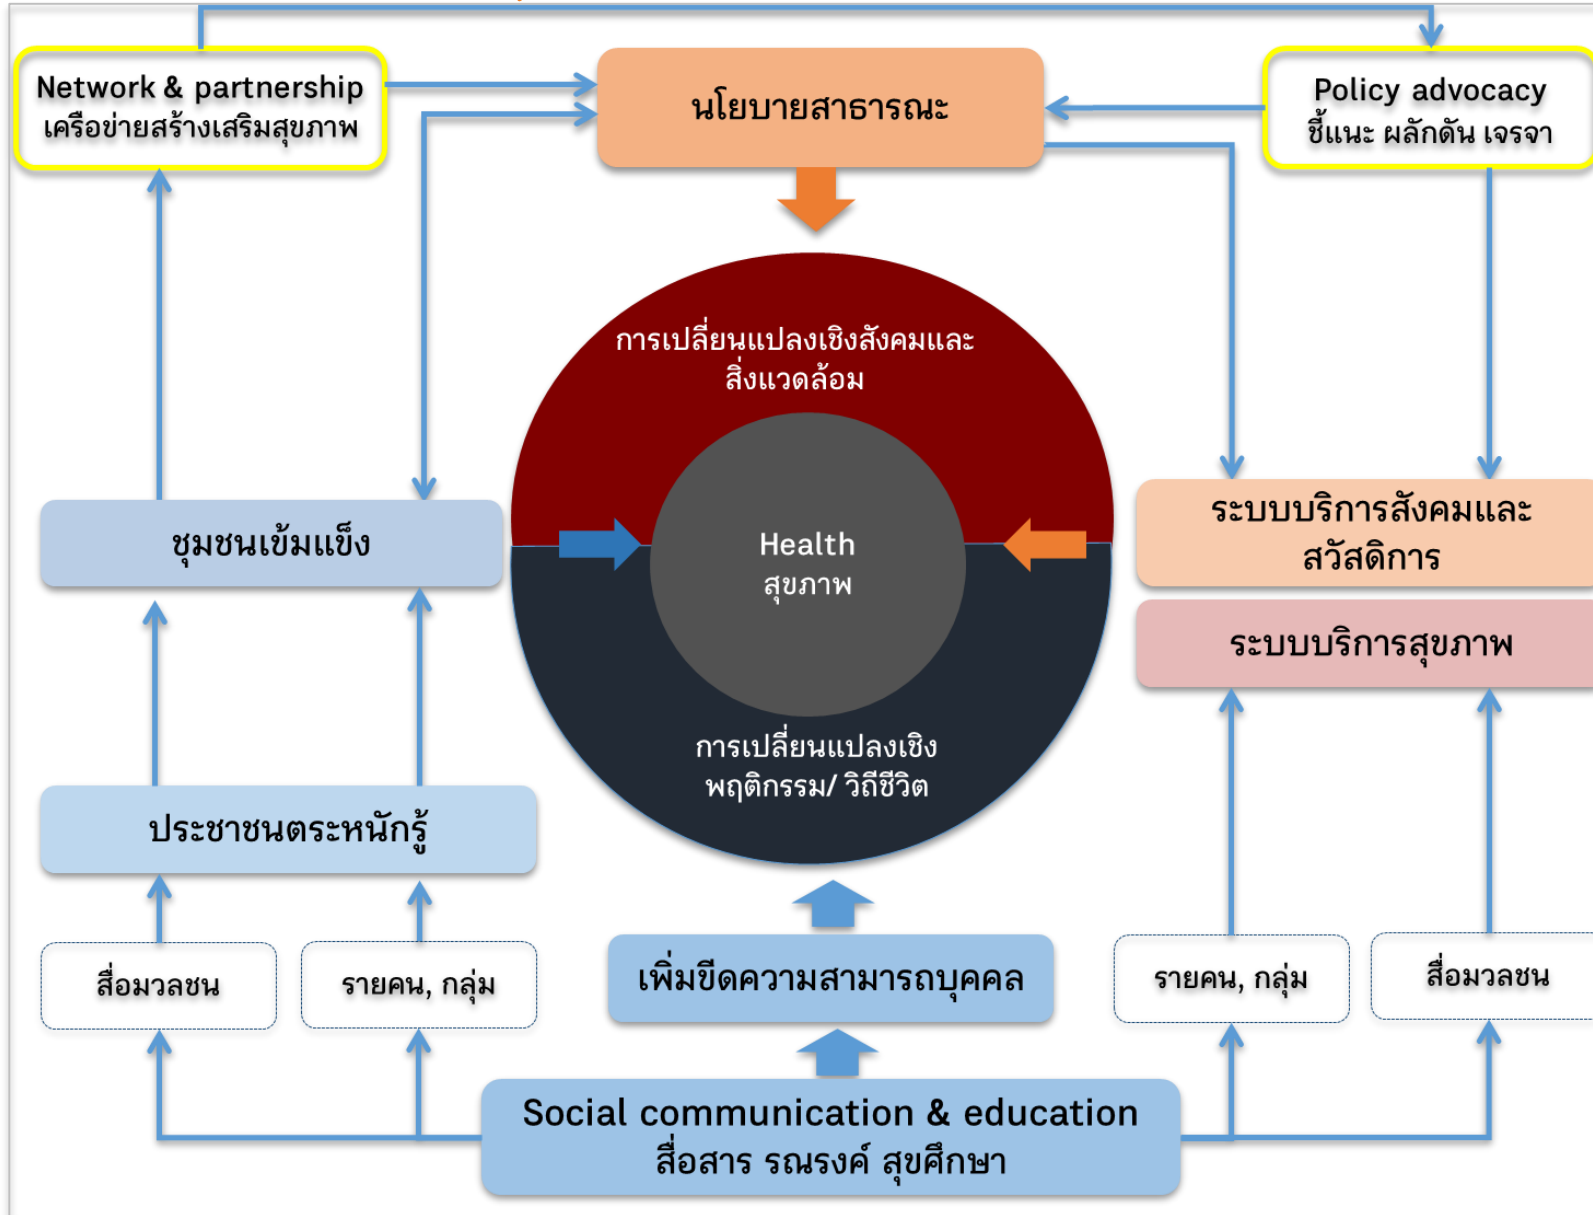 Network & partnership
เครือข่ายสร้างเสริมสุขภาพ
นโยบายสาธารณะ
Policy advocacy
ชี้แนะ ผลักดัน เจรจา
การเปลี่ยนแปลงเชิงสังคมและ
สิ่งแวดล้อม
ชุมชนเข้มแข็ง
Health
สุขภาพ
ระบบบริการสังคมและ
สวัสดิการ
ระบบบริการสุขภาพ
การเปลี่ยนแปลงเชิง
พฤติกรรม/ วิถีชีวิต
ประชาชนตระหนักรู้
สื่อมวลชน
รายคน, กลุ่ม
เพิ่มขีดความสามารถบุคคล
รายคน, กลุ่ม
สื่อมวลชน
Social communication & education
สื่อสาร รณรงค์ สุขศึกษา